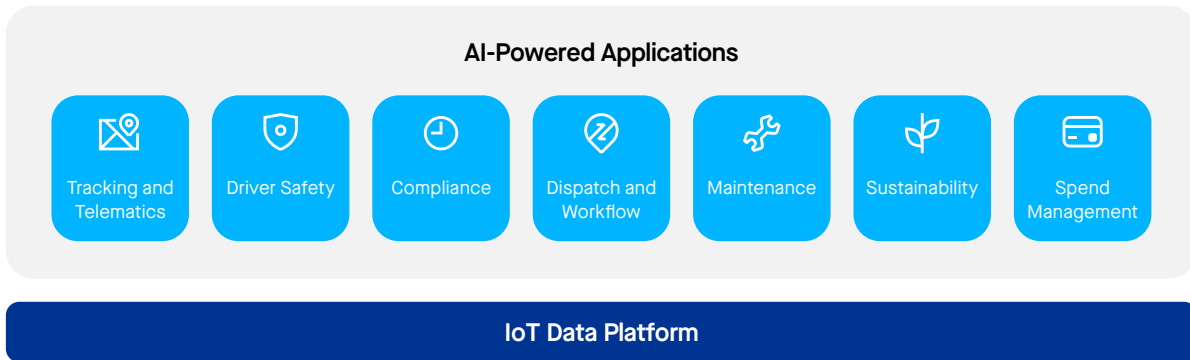 AI-Powered Applications
Tracking and
Telematics
Driver Safety
Compliance
Dispatch and
Workflow
Maintenance
Sustainability
Spend
Management
IoT Data Platform